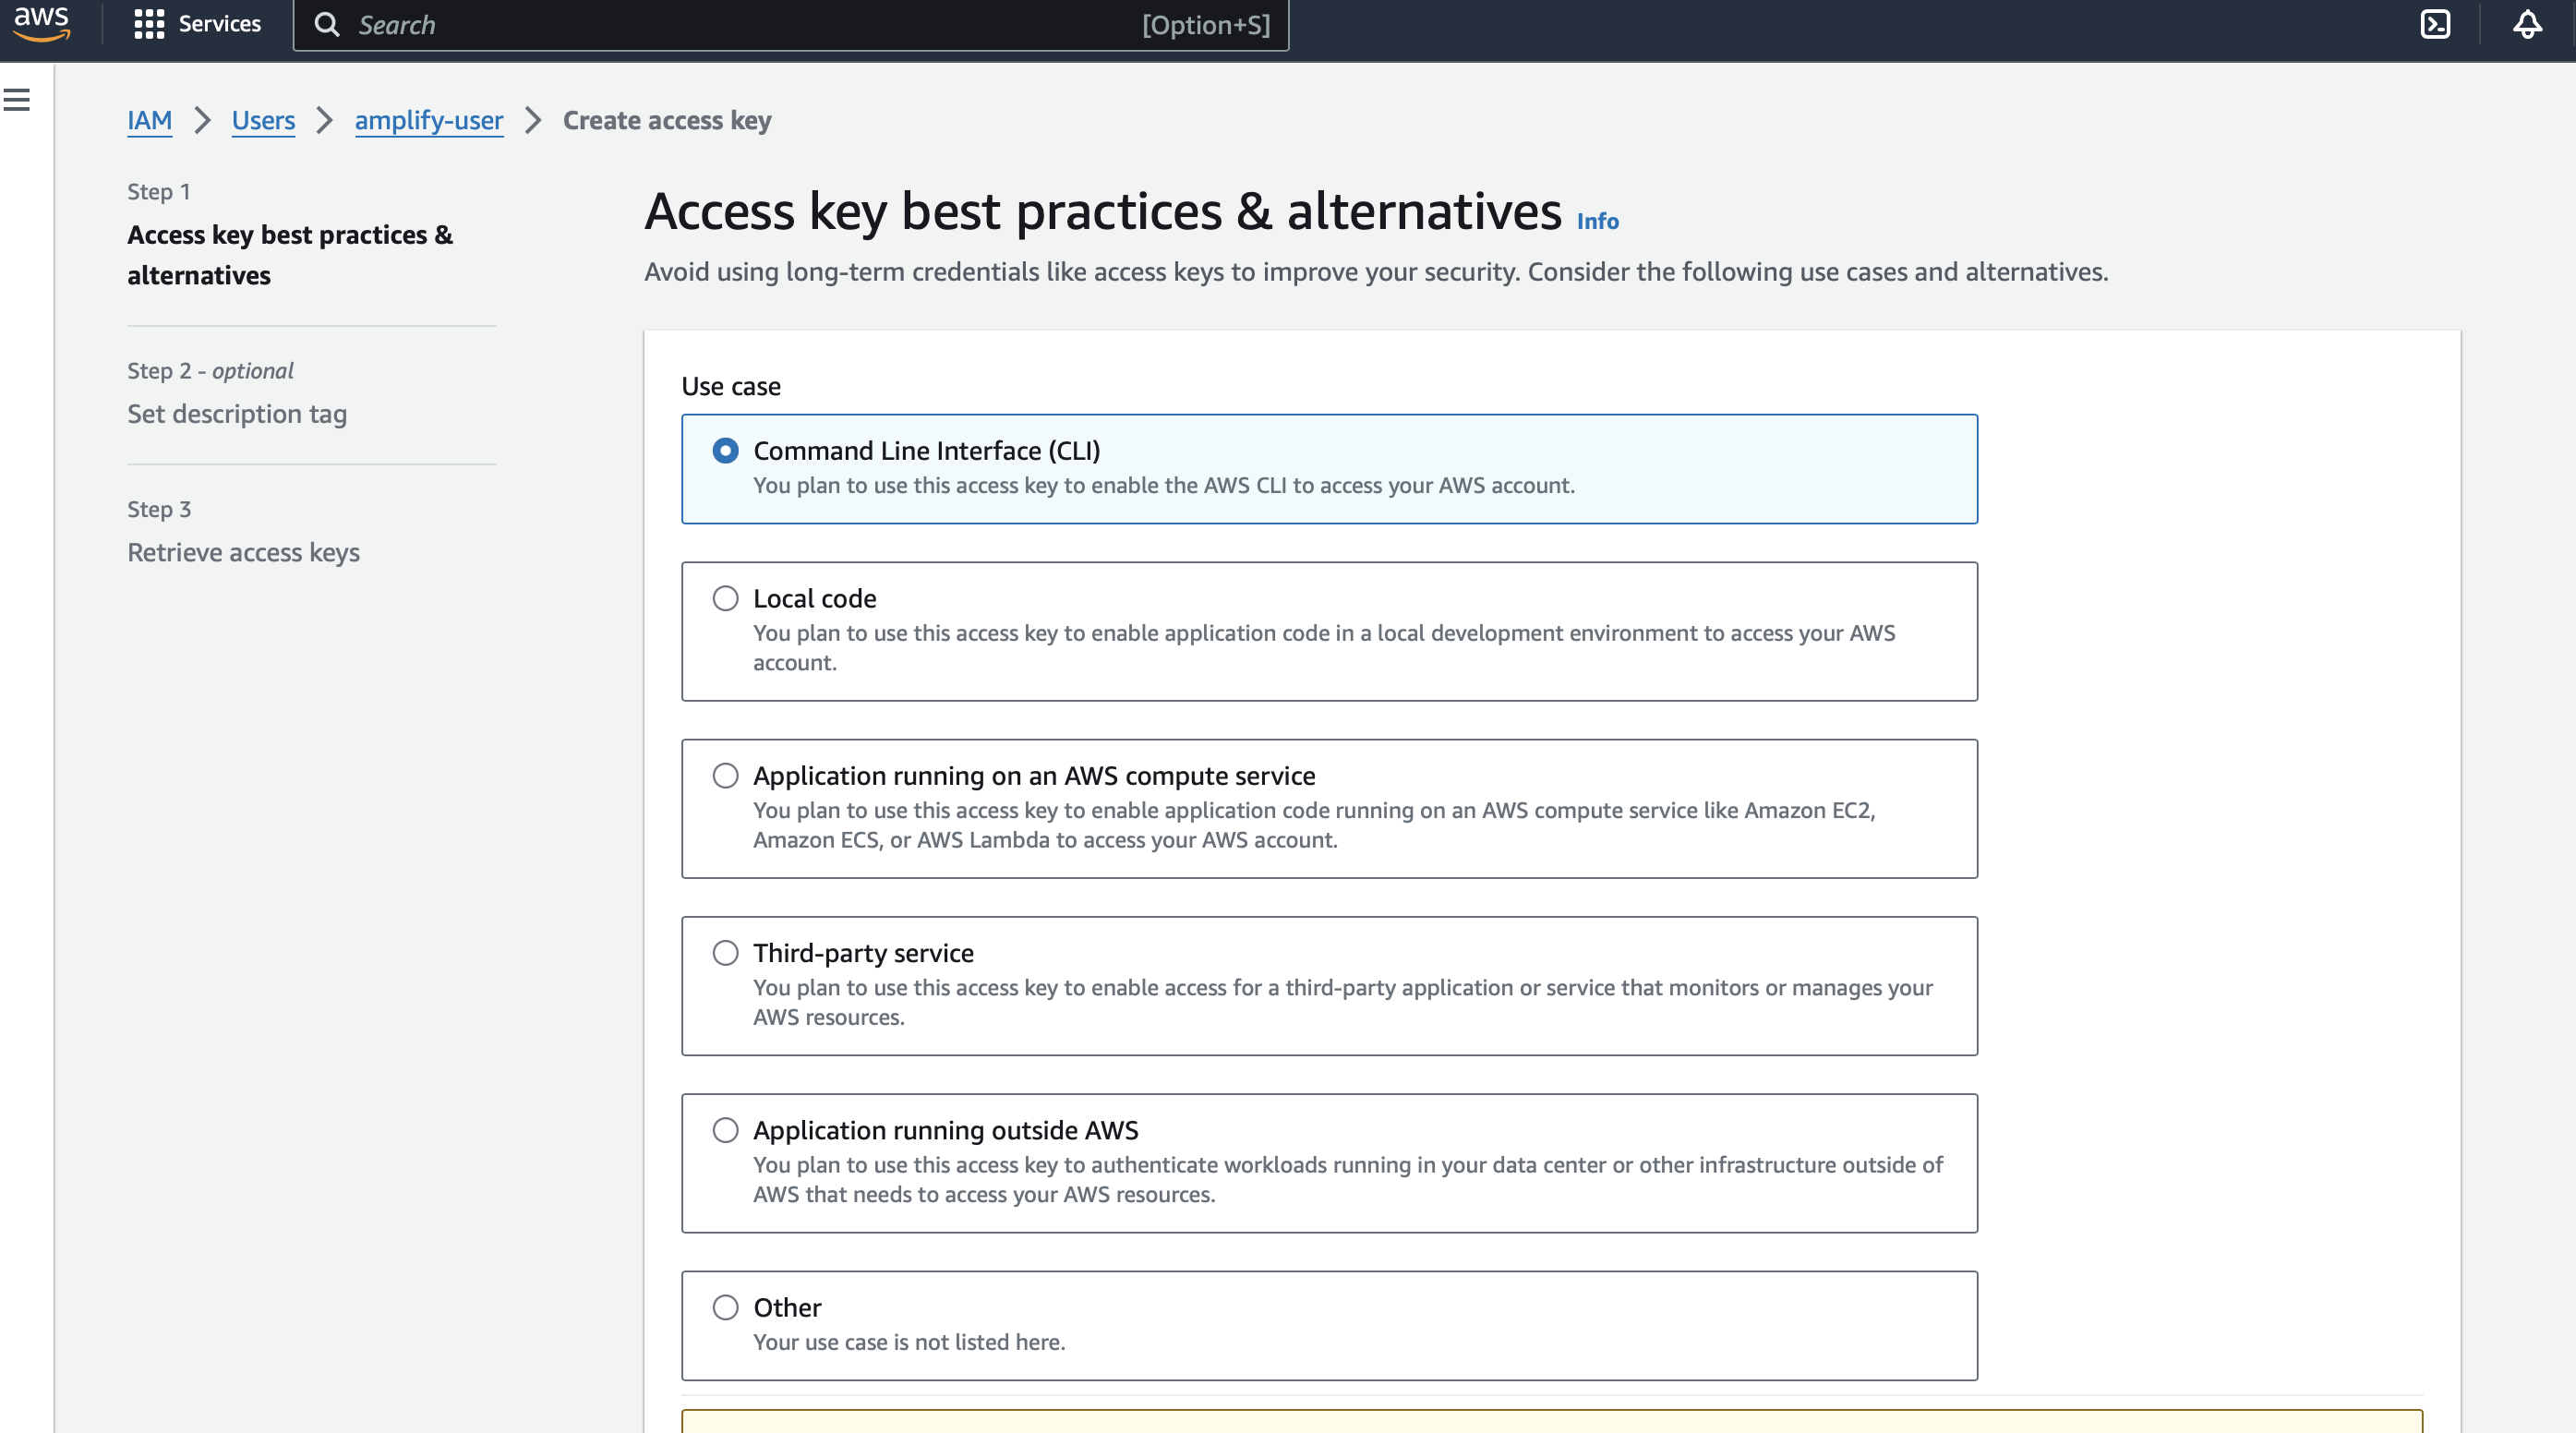 aws
Services
Search
[Option+S]
IAM
Users
amplify-user
Create access key
Step 1
Access key best practices &
alternatives
Step 2 - optional
Set description tag
Step 3
Retrieve access keys
Access key best practices & alternatives Info
Avoid using long-term credentials like access keys to improve your security. Consider the following use cases and alternatives.
Use case
Command Line Interface (CLI)
You plan to use this access key to enable the AWS CLI to access your AWS account.
Local code
You plan to use this access key to enable application code in a local development environment to access your AWS
account.
Application running on an AWS compute service
You plan to use this access key to enable application code running on an AWS compute service like Amazon EC2,
Amazon ECS, or AWS Lambda to access your AWS account.
Third-party service
You plan to use this access key to enable access for a third-party application or service that monitors or manages your
AWS resources.
Application running outside AWS
You plan to use this access key to authenticate workloads running in your data center or other infrastructure outside of
AWS that needs to access your AWS resources.
Other
Your use case is not listed here.